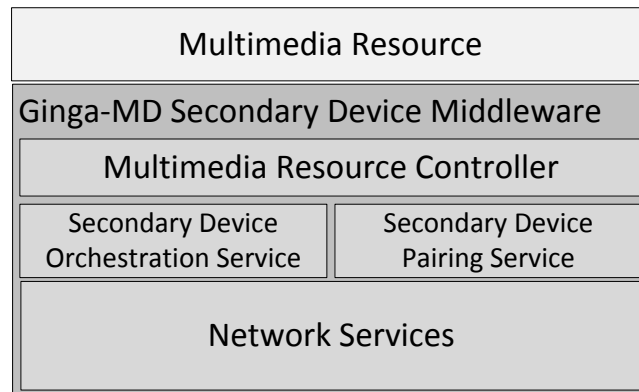 Multimedia Resource
Ginga-MD Secondary Device Middleware
Multimedia Resource Controller
Secondary Device
Orchestration Service
Secondary Device
Pairing Service
Network Services